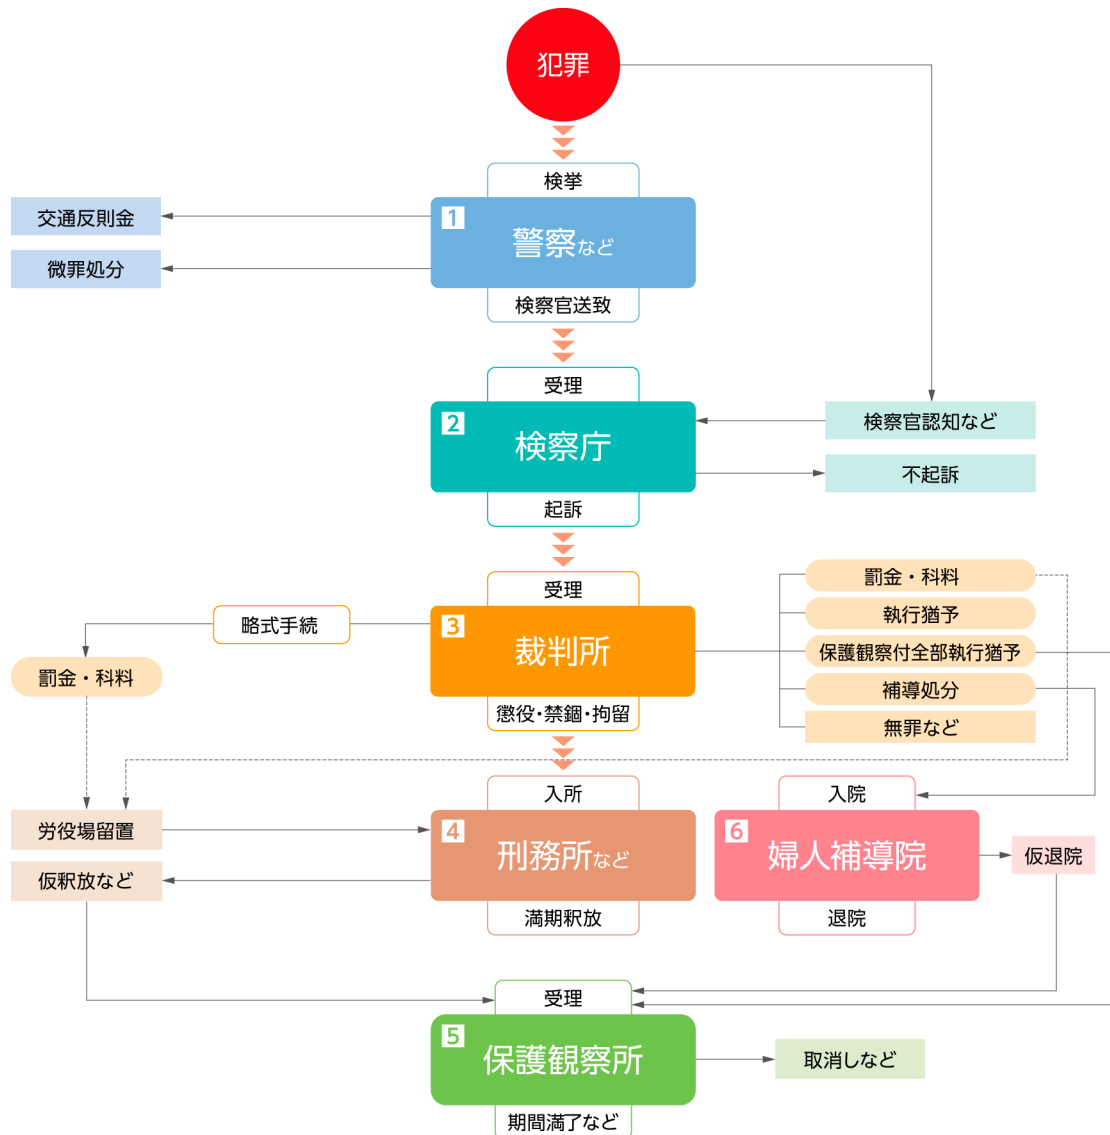 犯罪
検挙
1
警察など
交通反則金
微罪処分
検察官送致
受理
2
検察庁
検察官認知など
不起訴
起訴
受理
3
裁判所
略式手続
罰金・科料
罰金・科料
執行猶予
保護観察付全部執行猶予
補導処分
無罪など
懲役・禁錮・拘留
入所
4
刑務所など
労役場留置
仮釈放など
満期釈放
入院
6
婦人補導院
仮退院
退院
受理
5
保護観察所
取消しなど
期間満了など